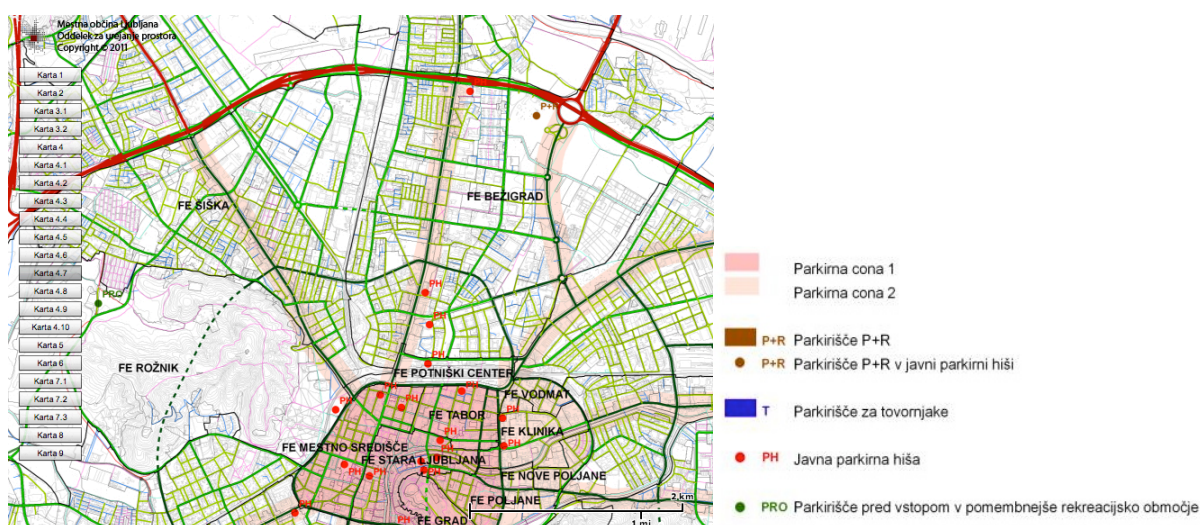 Mestna občina Ljubljana
Oddelek za urejanje prostora
Copyright © 2011
Karta 1
Karta 2
Karta 3.1
Karta 3.2
Karta 4
Karta 4.1
Karta 4.2
Karta 4.3
Karta 4.4
Karta 4.5
Karta 4.6
Karta 4.7
Karta 4.8
Karta 4.9
Karta 4.10
Karta 5
Karta 6
Karta 7.1
Karta 7.2
Karta 7.3
Karta 8
Karta 9
PH
P+R
FE ŠIŠKA
FE BEZIGRAD
PRO
PH
PH
PH
FE ROŽNIK
FE POTNIŠKI CENTER
PH
PH
PH
PH
FE VODMAT
FE TABOR
PH
FE KLINIKA
PH
PH
FE MESTNO SREDIŠČE
PH
FE STARA LJUBLJANA
PH
PH
PH
FE NOVE POLJANE
FE POLJANE
PH
PH
FE GRAD
2 km
1 mi
Parkirna cona 1
Parkirna cona 2
P+R Parkirišče P+R
P+R Parkirišče P+R v javni parkirni hiši
T Parkirišče za tovornjake
PH Javna parkirna hiša
PRO Parkirišče pred vstopom v pomembnejše rekreacijsko območje